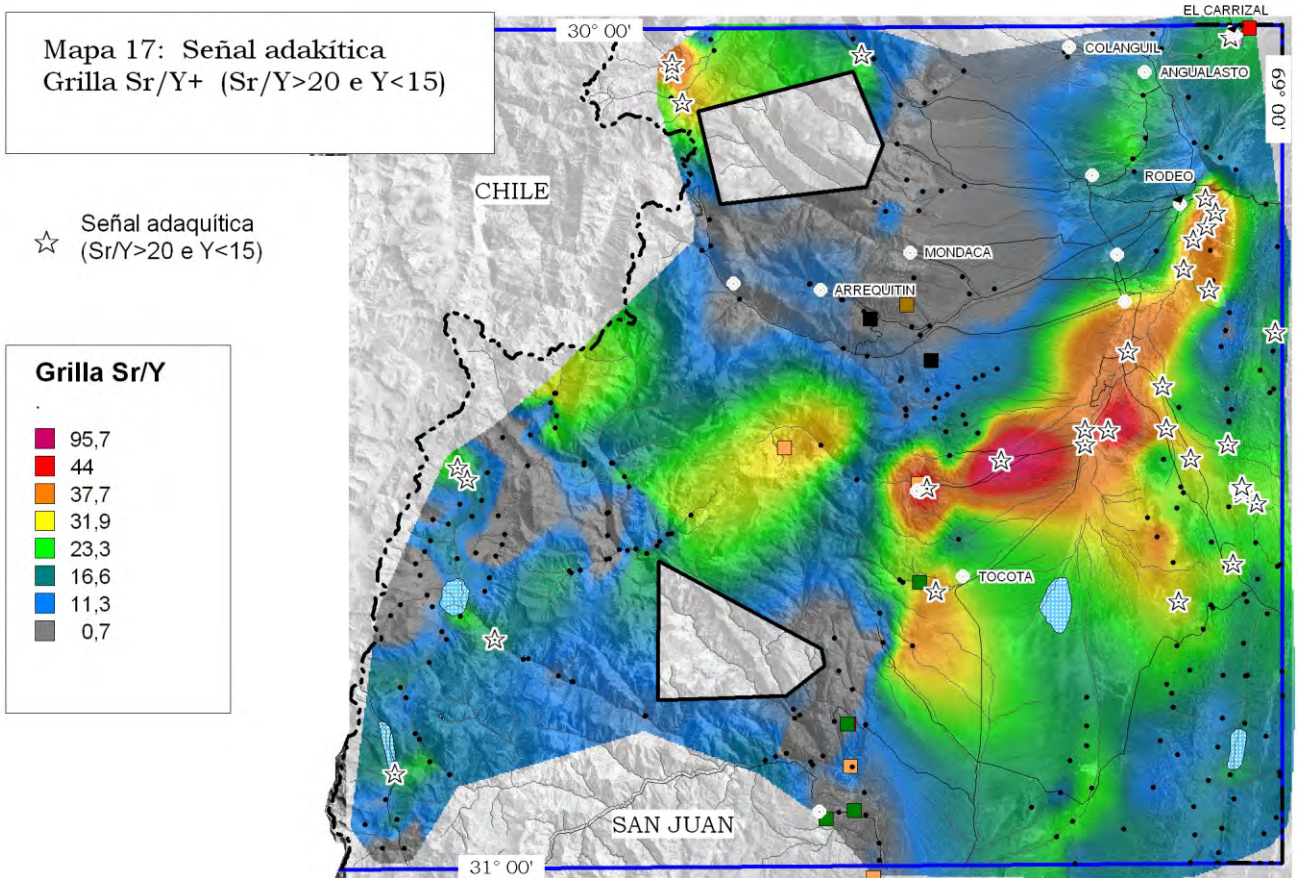 Mapa 17: Señal adakítica
Grilla Sr/Y+ (Sr/Y>20 e Y<15)
Señal adaquítica
(Sr/Y>20 e Y<15)
Grilla Sr/Y
.
95,7
44
37,7
31,9
23,3
16,6
11,3
0,7
30° 00'
EL CARRIZAL
COLANGUIL
ANGUALASTO
69° 00'
CHILE
RODEO
MONDACA
ARREQUITIN
TOCOTA
SAN JUAN
31° 00'